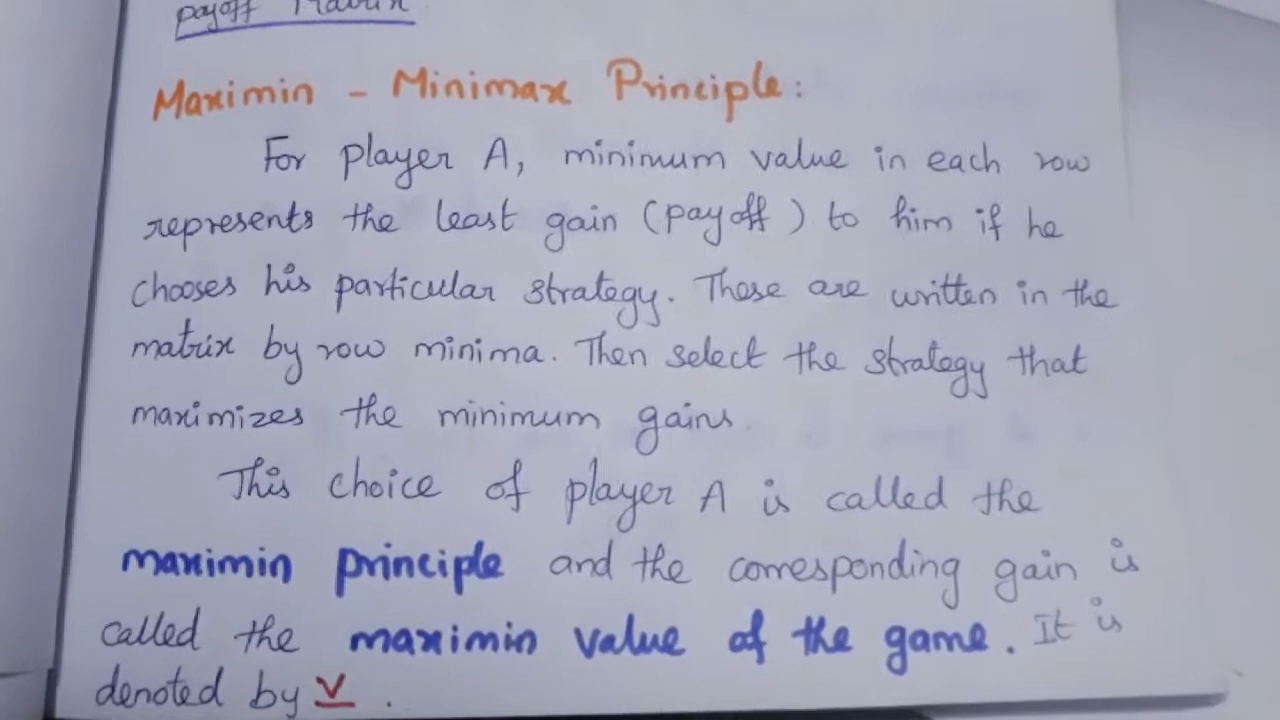 payoff Matrix
Maximin - Minimax Principle:
For player A, minimum value in each row
represents the least gain (payoff) to him if he
chooses his particular strategy. These are written in the
matrix by row minima. Then select the strategy that
maximizes the minimum gains.
This choice of player A is called the
maximin principle and the corresponding gain is
called the maximin value of the game. It is
denoted by V.